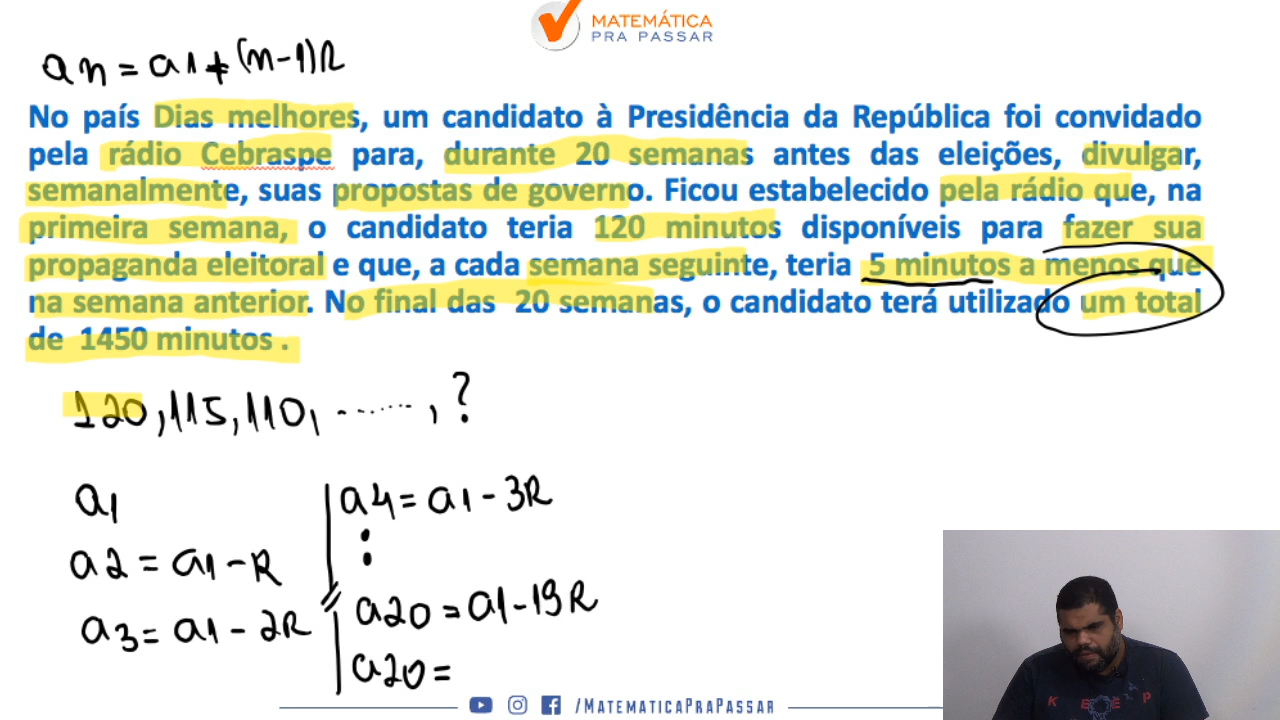 MATEMÁTICA
PRA PASSAR
an = a1 + (n-1)R
No país Dias melhores, um candidato à Presidência da República foi convidado
pela rádio Cebraspe para, durante 20 semanas antes das eleições, divulgar,
semanalmente, suas propostas de governo. Ficou estabelecido pela rádio que, na
primeira semana, o candidato teria 120 minutos disponíveis para fazer sua
propaganda eleitoral e que, a cada semana seguinte, teria 5 minutos a menos que
na semana anterior. No final das 20 semanas, o candidato terá utilizado um total
de 1450 minutos .
120, 115, 110, ......., ?
a1
a2 = a1 - R
a3 = a1 - 2R
a4 = a1 - 3R
:
a20 = a1 - 19R
a20 =
KEEP
/MATEMATICAPRAPASSAR